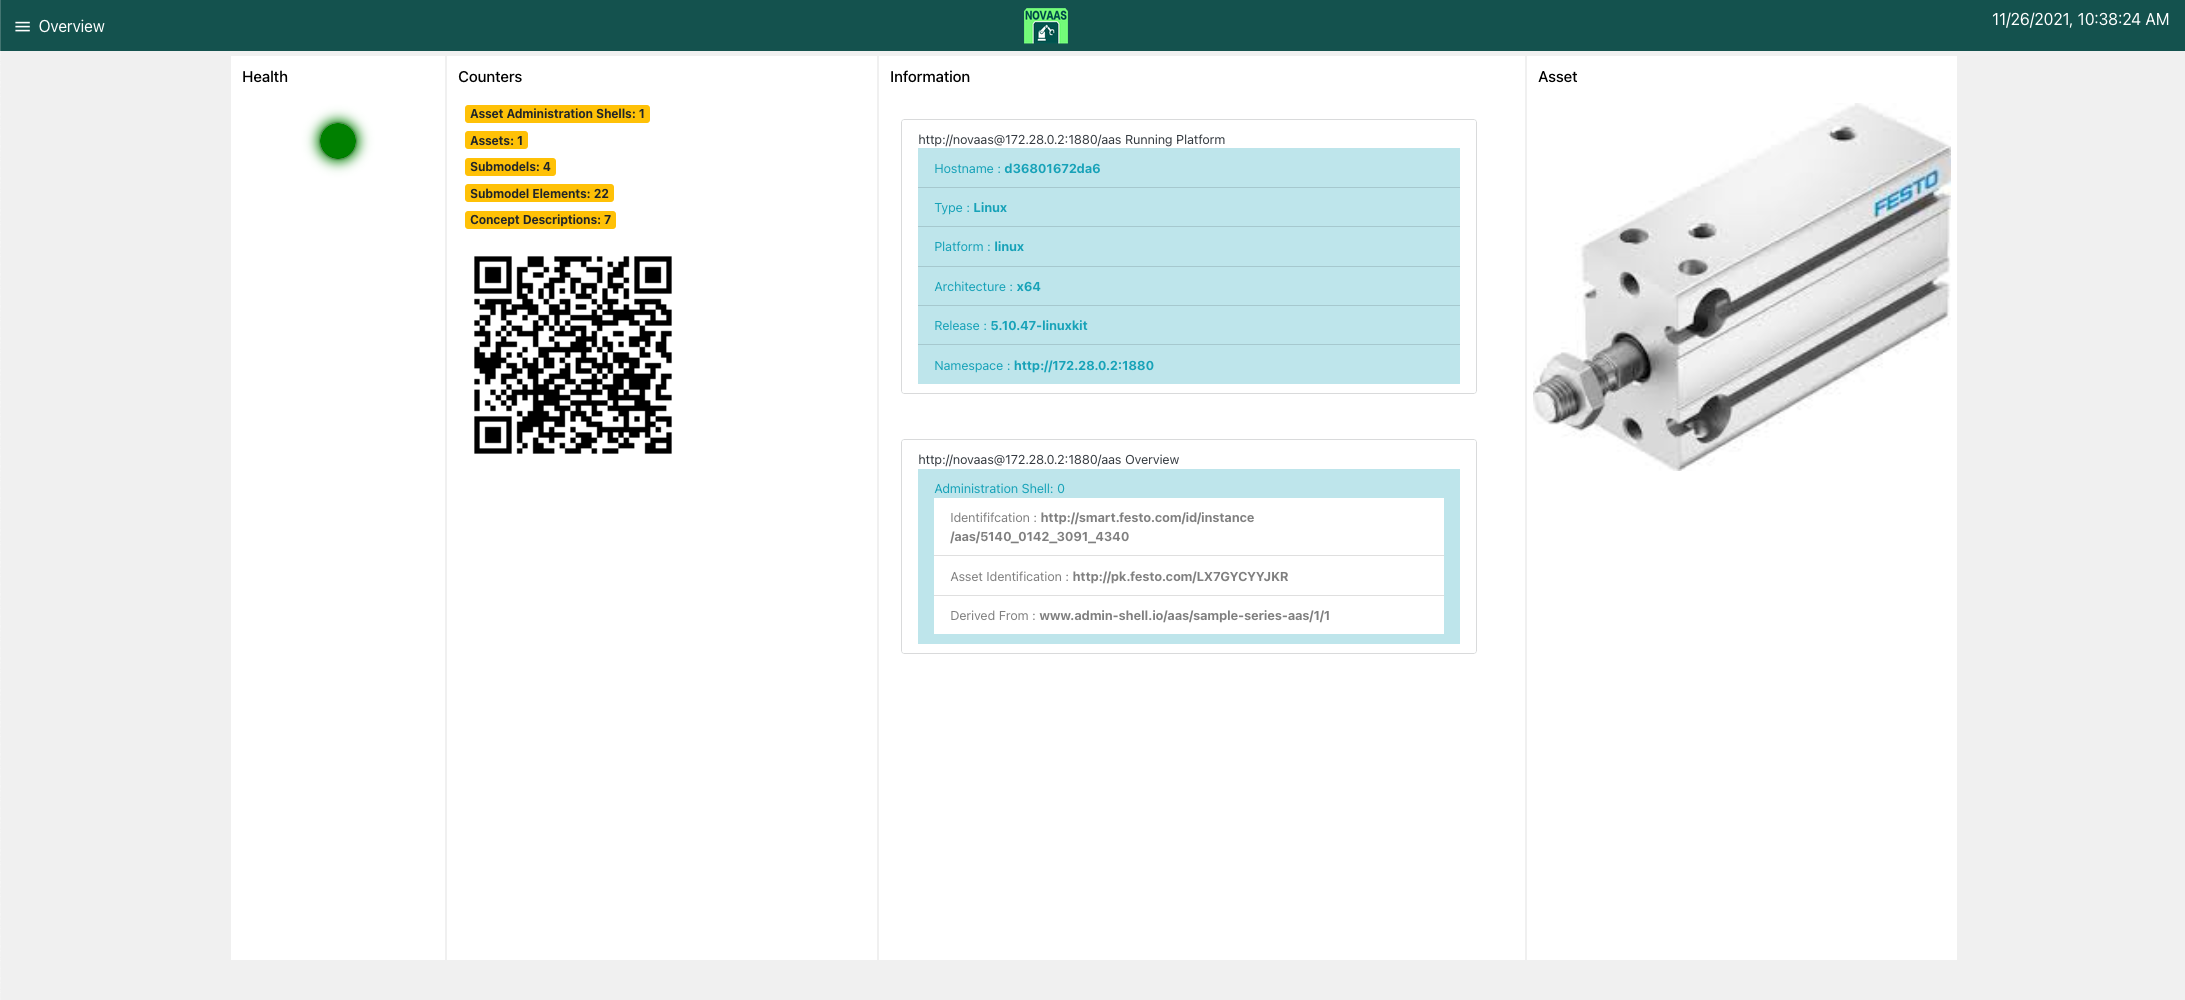 Overview
NOVAAS
11/26/2021, 10:38:24 AM
Health
Counters
Asset Administration Shells: 1
Assets: 1
Submodels: 4
Submodel Elements: 22
Concept Descriptions: 7
Information
http://novaas@172.28.0.2:1880/aas Running Platform
Hostname : d36801672da6
Type : Linux
Platform : linux
Architecture : x64
Release : 5.10.47-linuxkit
Namespace : http://172.28.0.2:1880
http://novaas@172.28.0.2:1880/aas Overview
Administration Shell: 0
Identififcation : http://smart.festo.com/id/instance
/aas/5140_0142_3091_4340
Asset Identification : http://pk.festo.com/LX7GYCYYJKR
Derived From : www.admin-shell.io/aas/sample-series-aas/1/1
Asset
FESTO